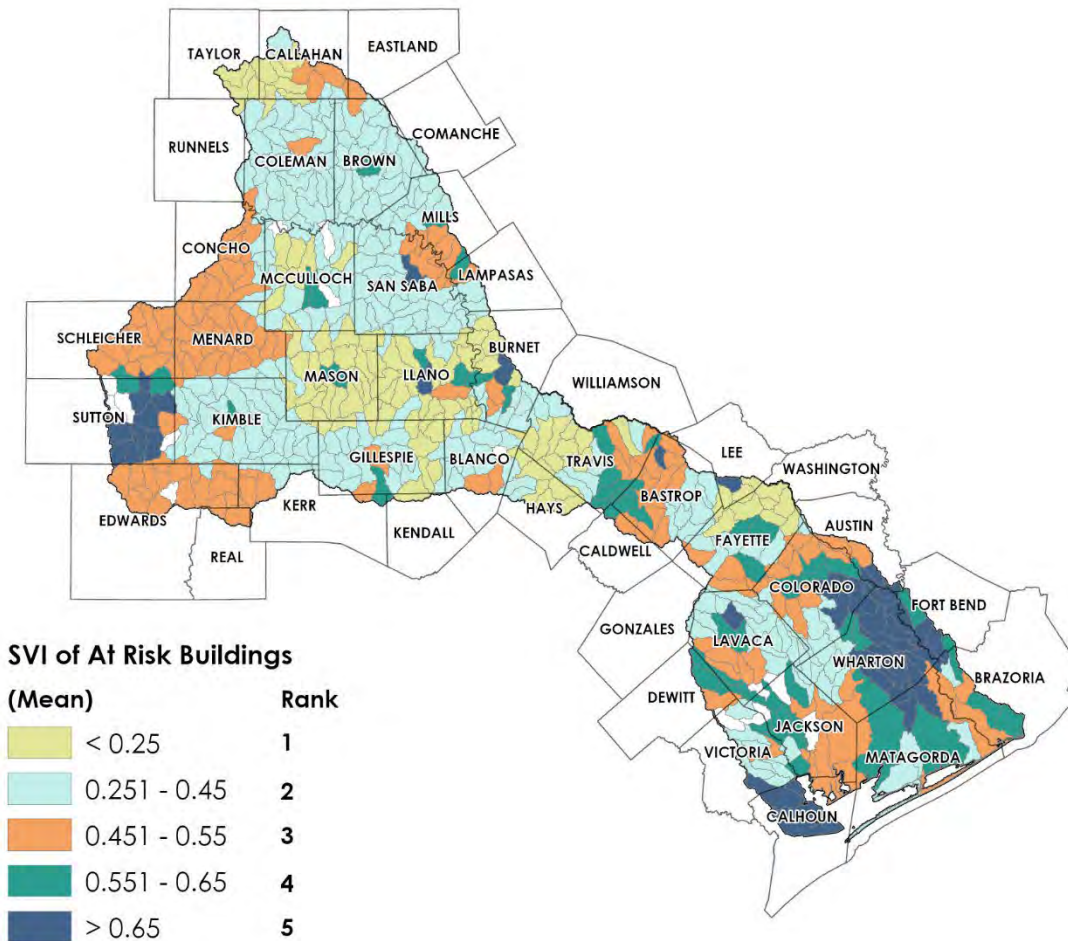 EASTLAND
TAYLOR
CALLAHAN
COMANCHE
RUNNELS
COLEMAN
BROWN
MILLS
CONCHO
MCCULLOCH
SAN SABA
LAMPASAS
SCHLEICHER
MENARD
BURNET
MASON
LLANO
WILLIAMSON
SUTTON
KIMBLE
GILLESPIE
BLANCO
TRAVIS
LEE
WASHINGTON
BASTROP
EDWARDS
KERR
HAYS
AUSTIN
REAL
KENDALL
CALDWELL
FAYETTE
COLORADO
FORT BEND
GONZALES
LAVACA
WHARTON
BRAZORIA
DEWITT
JACKSON
VICTORIA
MATAGORDA
CALHOUN
SVI of At Risk Buildings
(Mean) Rank
< 0.25 1
0.251 - 0.45 2
0.451 - 0.55 3
0.551 - 0.65 4
> 0.65 5